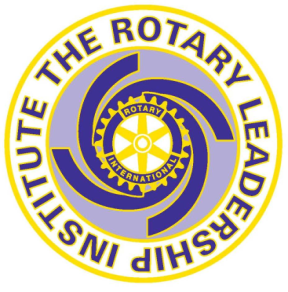 THE ROTARY LEADERSHIP INSTITUTE
ROTARY
INTERNATIONAL